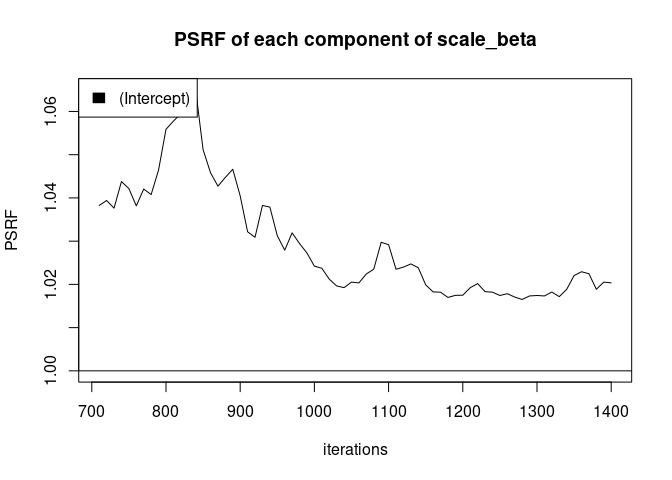 PSRF of each component of scale_beta
(Intercept)
PSRF
1.06
1.04
1.02
1.00
700 800 900 1000 1100 1200 1300 1400
iterations